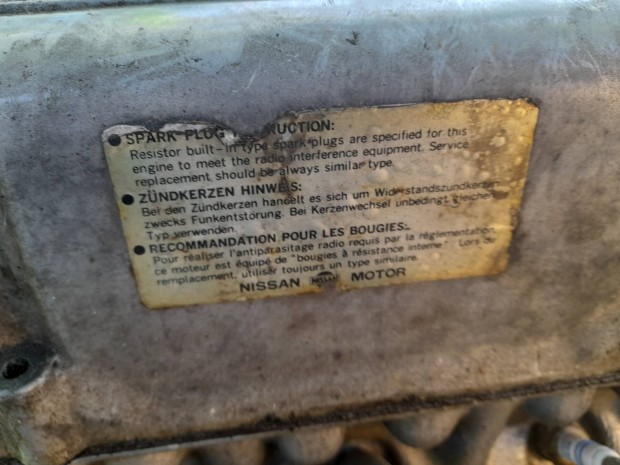 SPARK PLUG INSTRUCTION:
Resistor built-in type spark plugs are specified for this
engine to meet the radio interference equipment. Service
replacement should be always similar type.
ZÜNDKERZEN HINWEIS:
Bei den Zündkerzen handelt es sich um Widerstandszundkerzen
zwecks Funkentstörung. Bei Kerzenwechsel unbedingt gleichen
Typ verwenden.
RECOMMANDATION POUR LES BOUGIES:
Pour réaliser l'antiparasitage radio requis par la réglementation,
ce moteur est équipé de "bougies à résistance interne". Lors du
remplacement, utiliser toujours un type similaire.
NISSAN NISSAN MOTOR